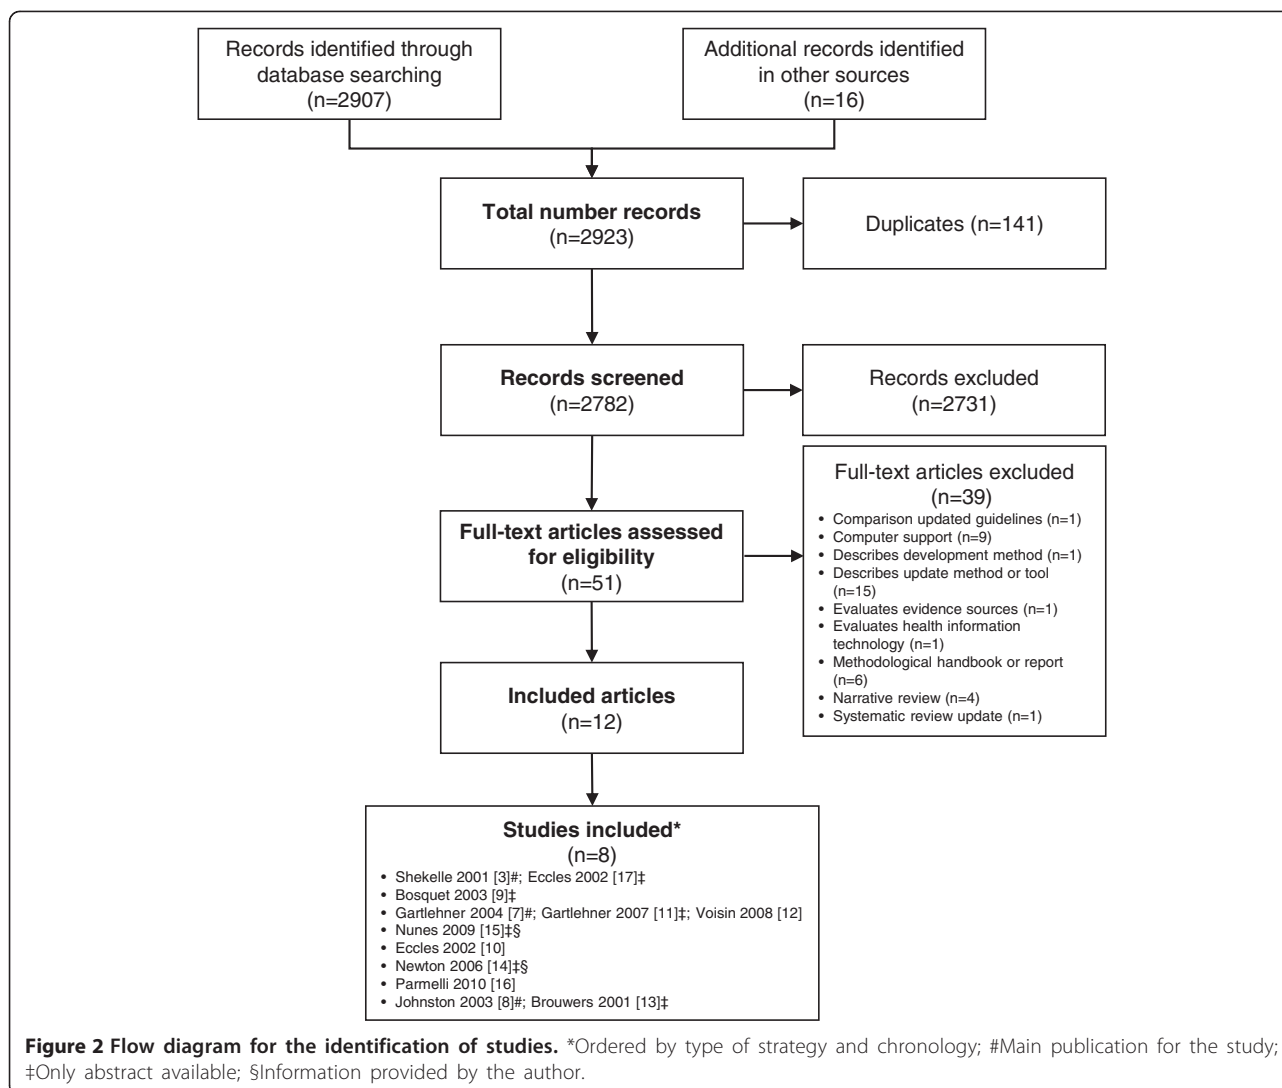 Records identified through
database searching
(n=2907)
Additional records identified
in other sources
(n=16)
Total number records
(n=2923)
Duplicates (n=141)
Records screened
(n=2782)
Records excluded
(n=2731)
Full-text articles assessed
for eligibility
(n=51)
Full-text articles excluded
(n=39)
• Comparison updated guidelines (n=1)
• Computer support (n=9)
• Describes development method (n=1)
• Describes update method or tool
(n=15)
• Evaluates evidence sources (n=1)
• Evaluates health information
technology (n=1)
• Methodological handbook or report
(n=6)
• Narrative review (n=4)
• Systematic review update (n=1)
Included articles
(n=12)
Studies included*
(n=8)
• Shekelle 2001 [3]#; Eccles 2002 [17]‡
• Bosquet 2003 [9]‡
• Gartlehner 2004 [7]#; Gartlehner 2007 [11]‡; Voisin 2008 [12]
• Nunes 2009 [15]‡§
• Eccles 2002 [10]
• Newton 2006 [14]‡§
• Parmelli 2010 [16]
• Johnston 2003 [8]#; Brouwers 2001 [13]‡
Figure 2 Flow diagram for the identification of studies. *Ordered by type of strategy and chronology; #Main publication for the study;
‡Only abstract available; §Information provided by the author.